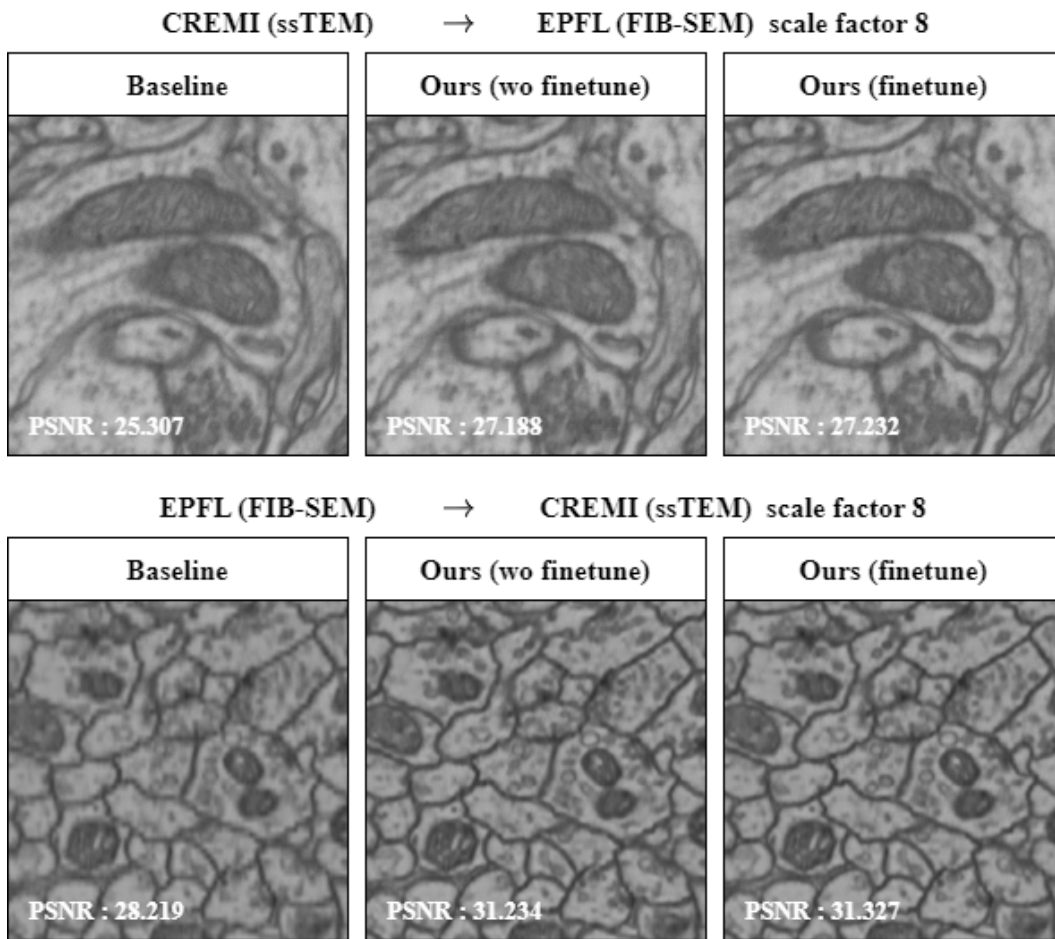 CREMI (ssTEM) → EPFL (FIB-SEM) scale factor 8
Baseline Ours (wo finetune) Ours (finetune)
PSNR : 25.307 PSNR : 27.188 PSNR : 27.232
EPFL (FIB-SEM) → CREMI (ssTEM) scale factor 8
Baseline Ours (wo finetune) Ours (finetune)
PSNR : 28.219 PSNR : 31.234 PSNR : 31.327